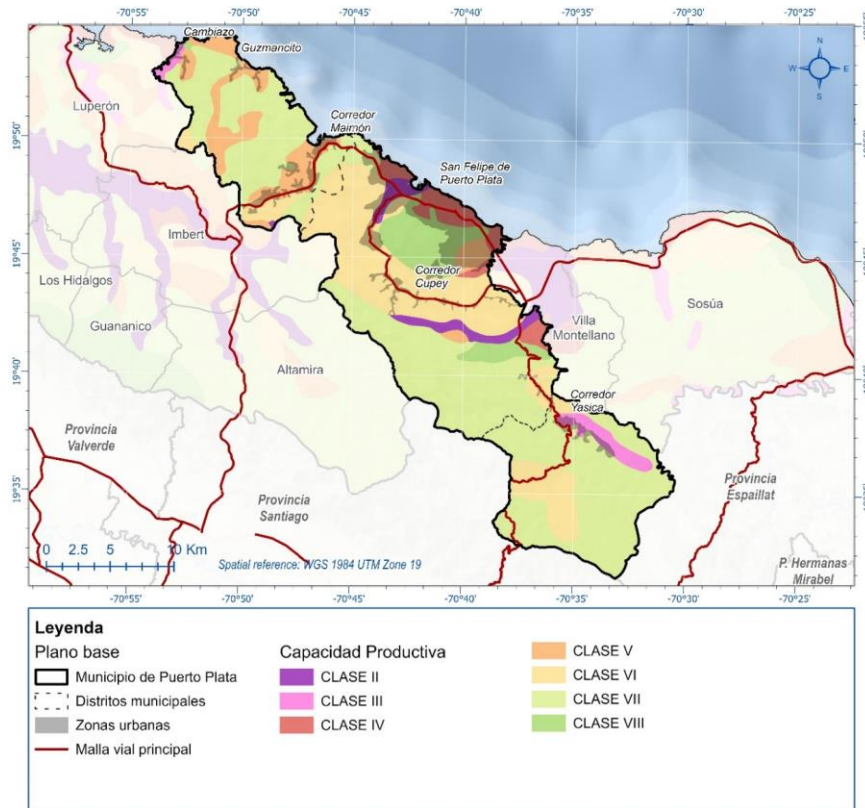 -70°55' -70°50' -70°45' -70°40' -70°35' -70°30' -70°25'
Cambiazo
Guzmancito
N
W E
S
Luperón
19°50'
Corredor
Maimón
San Felipe de
Puerto Plata
Imbert
19°45'
Corredor
Cupey
Los Hidalgos
Sosúa
Guananico
Villa
Montellano
19°40'
Altamira
Corredor
Yasica
Provincia
Valverde
19°35'
Provincia
Santiago
Provincia
Espaillat
0 2.5 5 10 Km
Spatial reference: WGS 1984 UTM Zone 19
P. Hermanas
Mirabel
-70°55' -70°50' -70°45' -70°40' -70°35' -70°30' -70°25'
Leyenda
Plano base
Municipio de Puerto Plata
Distritos municipales
Zonas urbanas
Malla vial principal
Capacidad Productiva
CLASE II
CLASE III
CLASE IV
CLASE V
CLASE VI
CLASE VII
CLASE VIII